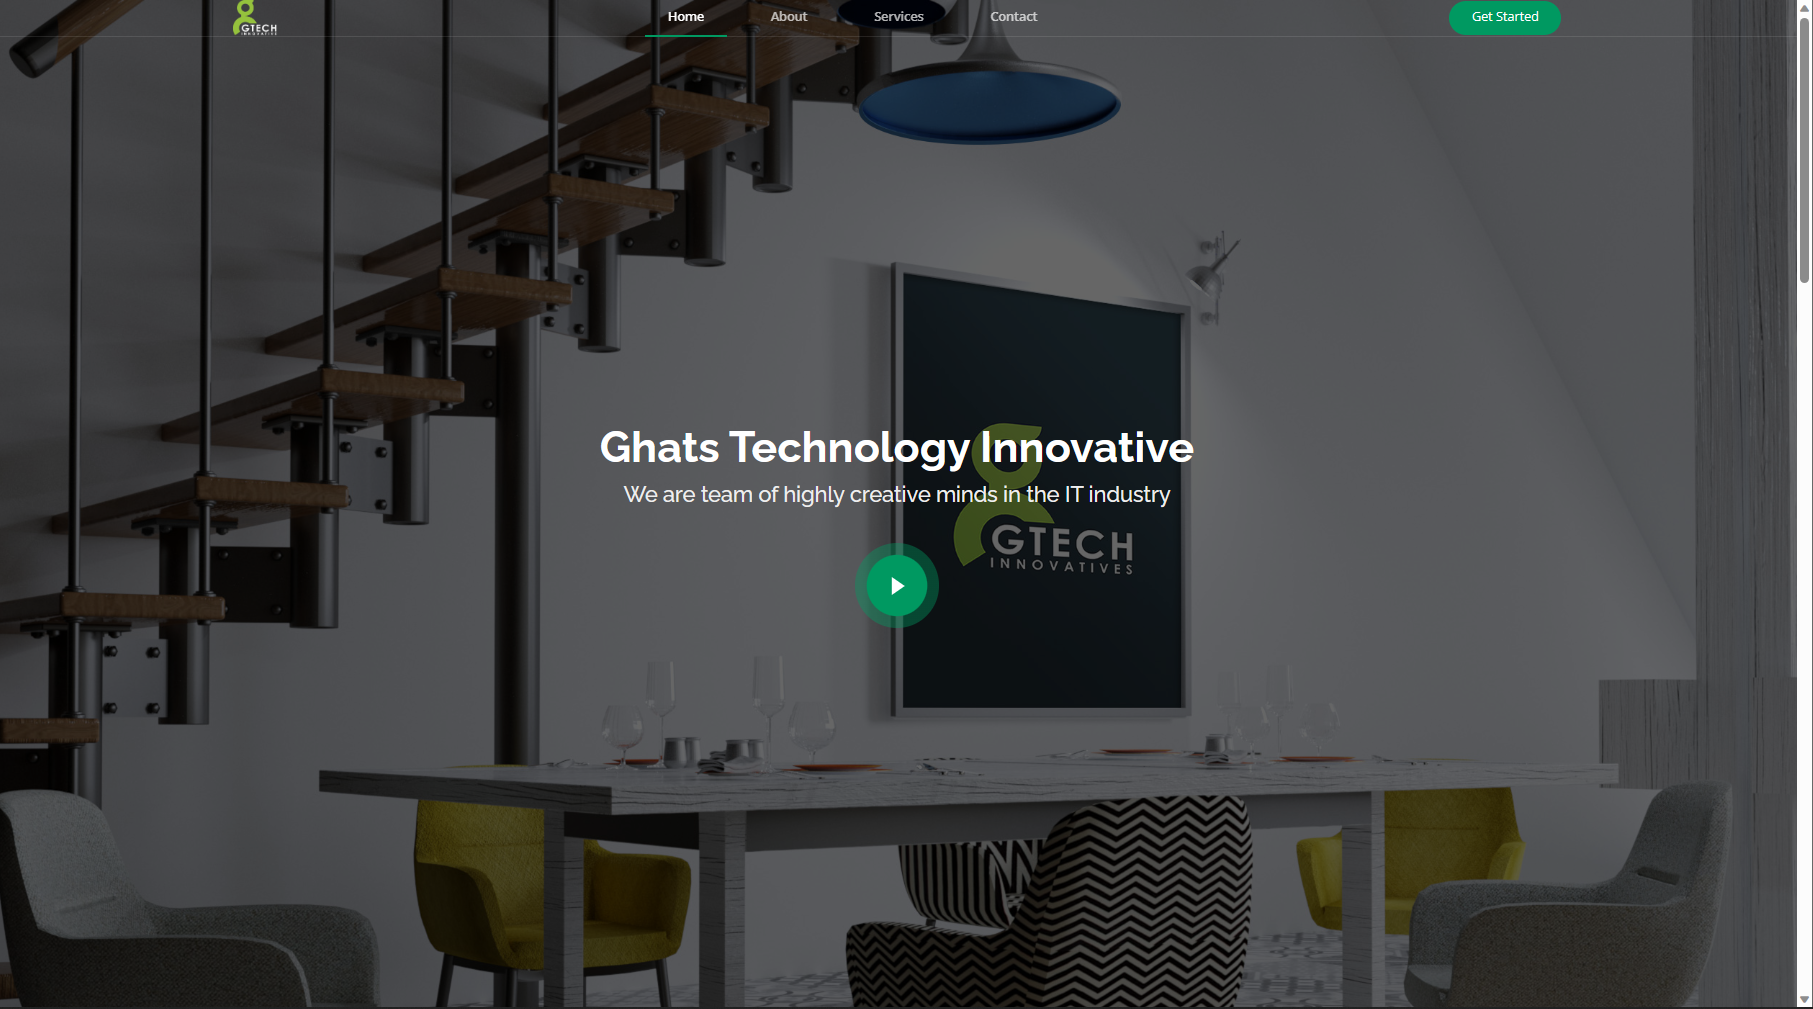 GTECH
INNOVATIVE
Home
About
Services
Contact
Get Started
Ghats Technology Innovative
We are team of highly creative minds in the IT industry
GTECH
INNOVATIVES